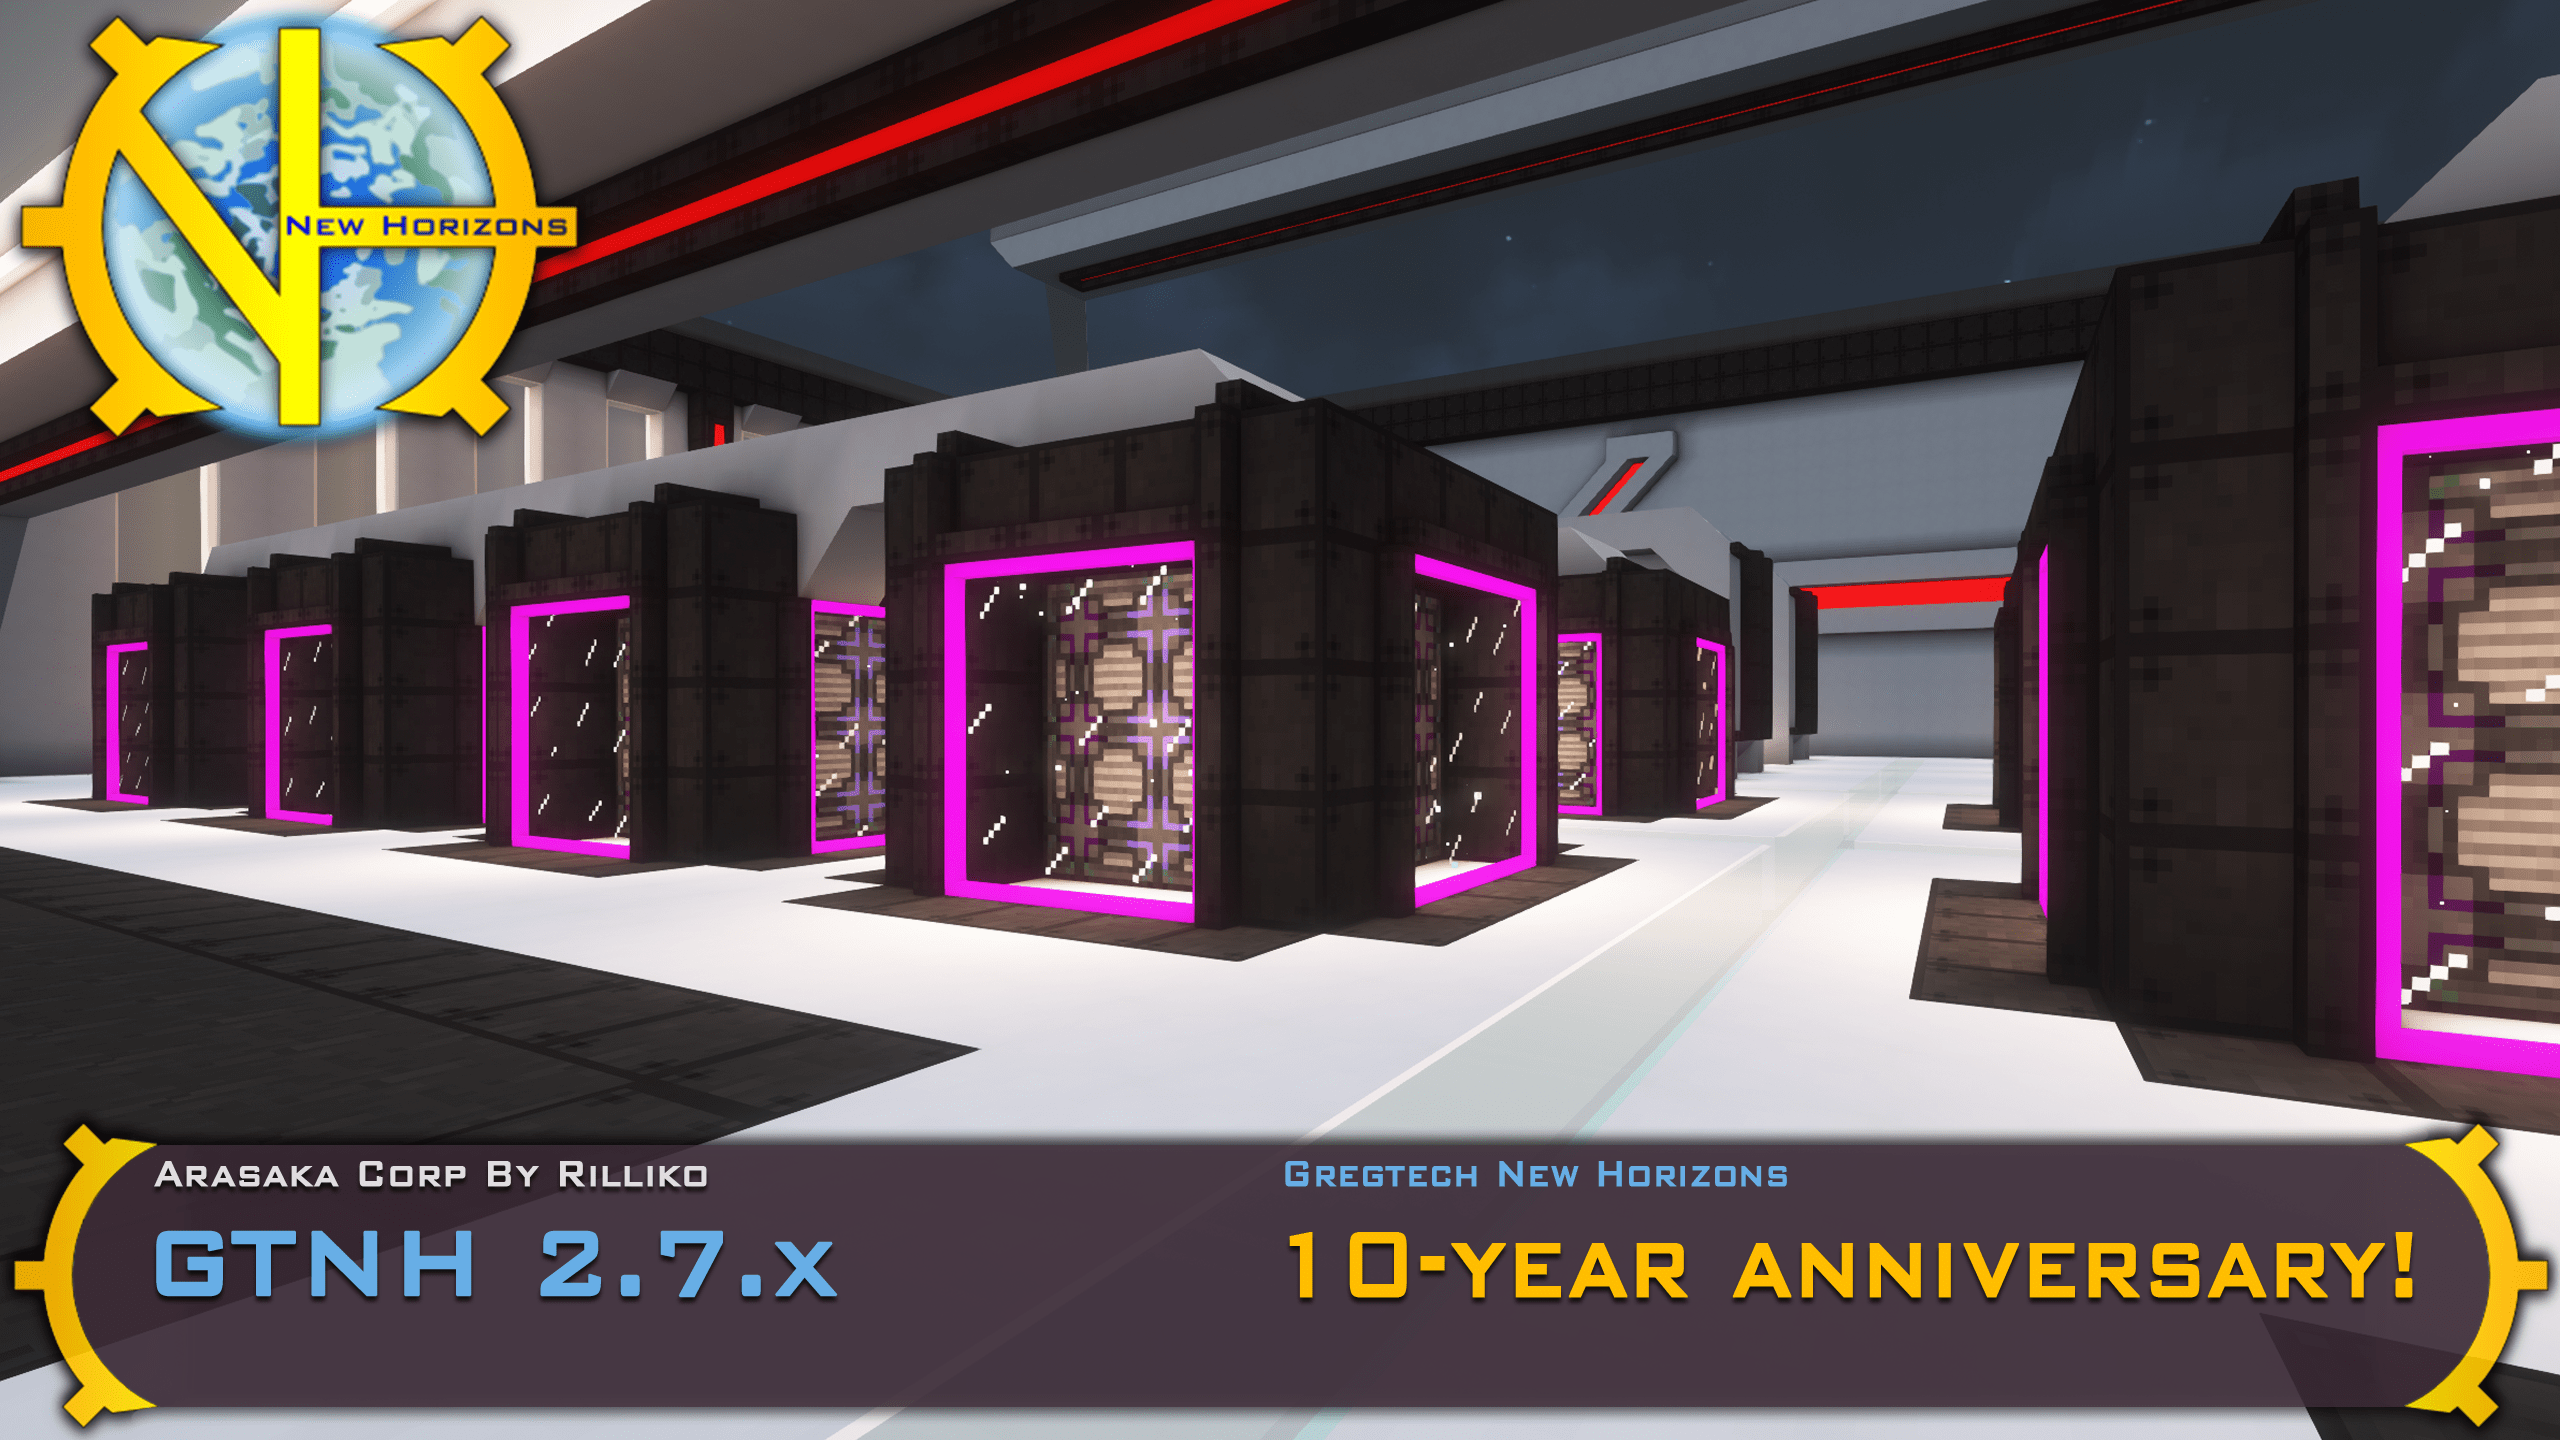 New Horizons
Arasaka Corp By Rilliko
GTNH 2.7.x
Gregtech New Horizons
10-year anniversary!